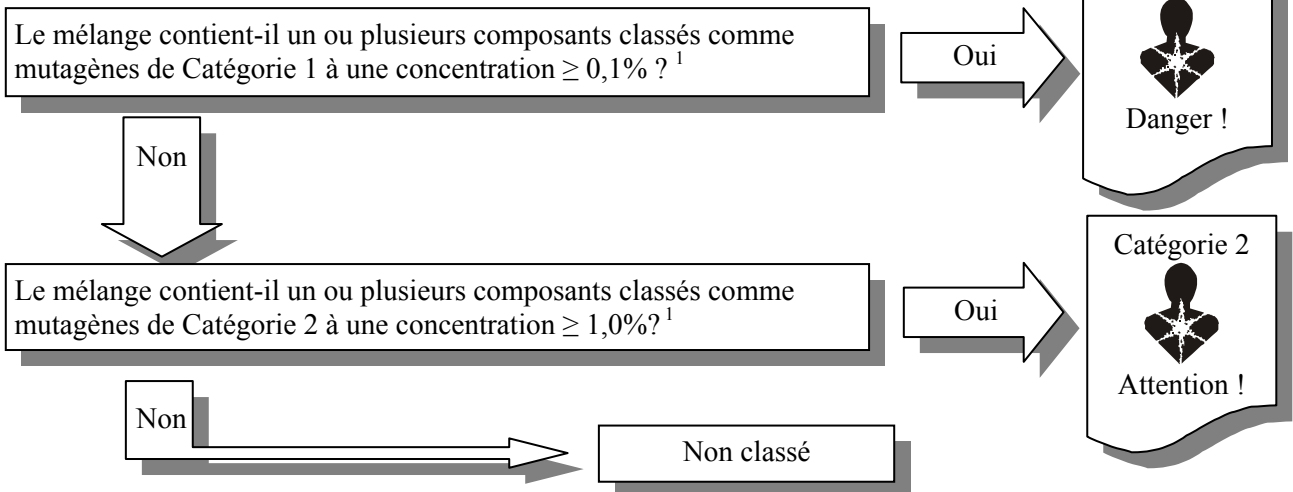 Le mélange contient-il un ou plusieurs composants classés comme
mutagènes de Catégorie 1 à une concentration ≥ 0,1% ? 1
Oui
Danger !
Non
Catégorie 2
Le mélange contient-il un ou plusieurs composants classés comme
mutagènes de Catégorie 2 à une concentration ≥ 1,0%? 1
Oui
Attention !
Non
Non classé